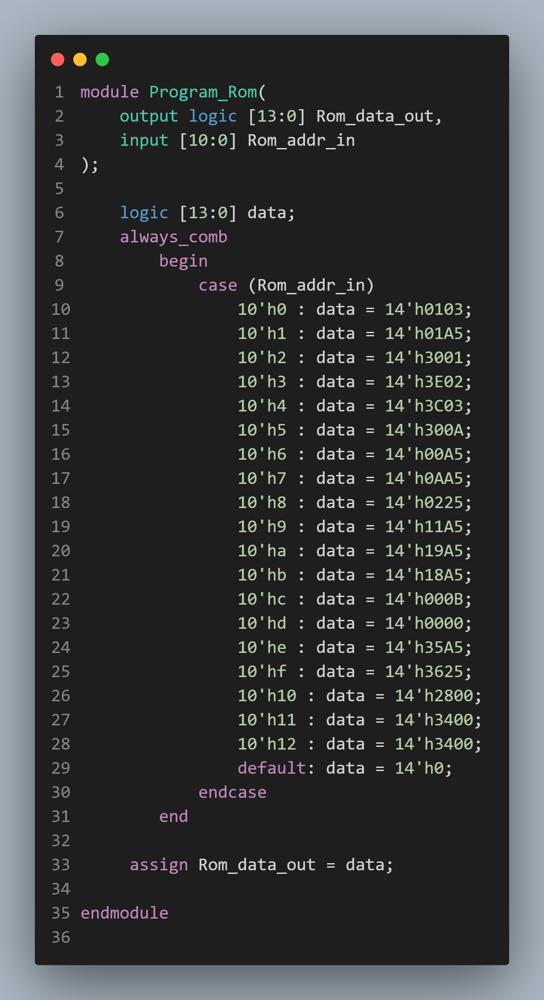 1 module Program_Rom(
2     output logic [13:0] Rom_data_out,
3     input [10:0] Rom_addr_in
4 );
5
6     logic [13:0] data;
7     always_comb
8         begin
9             case (Rom_addr_in)
10                 10'h0 : data = 14'h0103;
11                 10'h1 : data = 14'h01A5;
12                 10'h2 : data = 14'h3001;
13                 10'h3 : data = 14'h3E02;
14                 10'h4 : data = 14'h3C03;
15                 10'h5 : data = 14'h300A;
16                 10'h6 : data = 14'h00A5;
17                 10'h7 : data = 14'h0AA5;
18                 10'h8 : data = 14'h0225;
19                 10'h9 : data = 14'h11A5;
20                 10'ha : data = 14'h19A5;
21                 10'hb : data = 14'h18A5;
22                 10'hc : data = 14'h000B;
23                 10'hd : data = 14'h0000;
24                 10'he : data = 14'h35A5;
25                 10'hf : data = 14'h3625;
26                 10'h10 : data = 14'h2800;
27                 10'h11 : data = 14'h3400;
28                 10'h12 : data = 14'h3400;
29                 default: data = 14'h0;
30             endcase
31         end
32
33      assign Rom_data_out = data;
34
35 endmodule
36